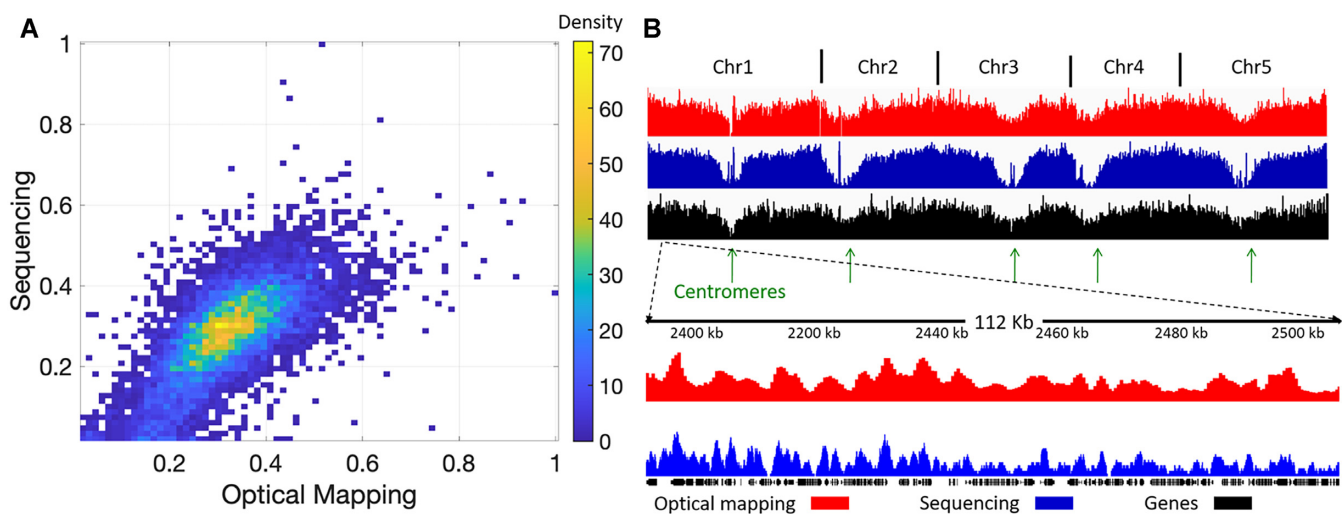 A
Density
1
0.8
0.6
0.4
0.2
Sequencing
0.2
0.4
0.6
0.8
1
Optical Mapping
70
60
50
40
30
20
10
0
B
Chr1 Chr2 Chr3 Chr4 Chr5
Centromeres
112 Kb
2400 kb 2200 kb 2440 kb 2460 kb 2480 kb 2500 kb
Optical mapping Sequencing Genes